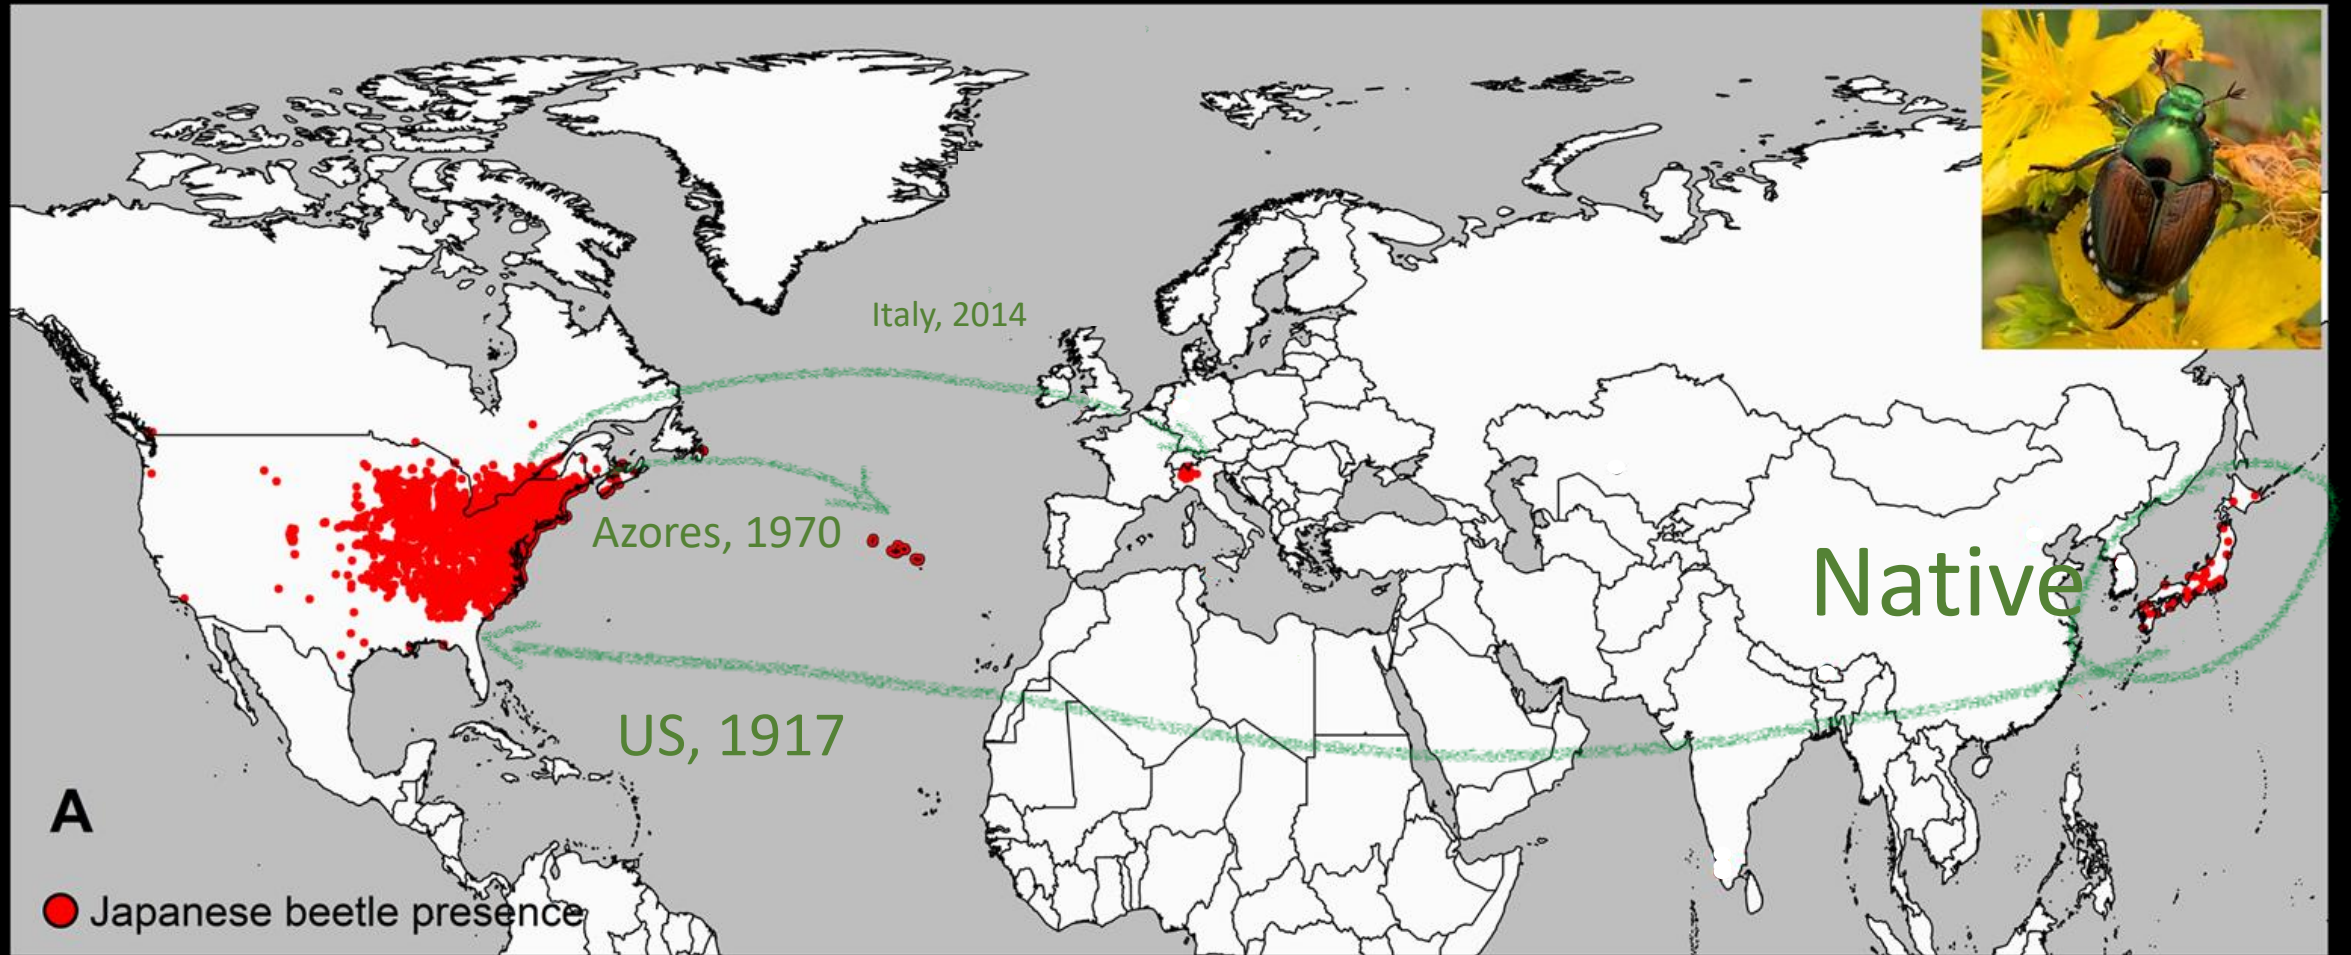 Italy, 2014
Azores, 1970
Native
US, 1917
A
Japanese beetle presence